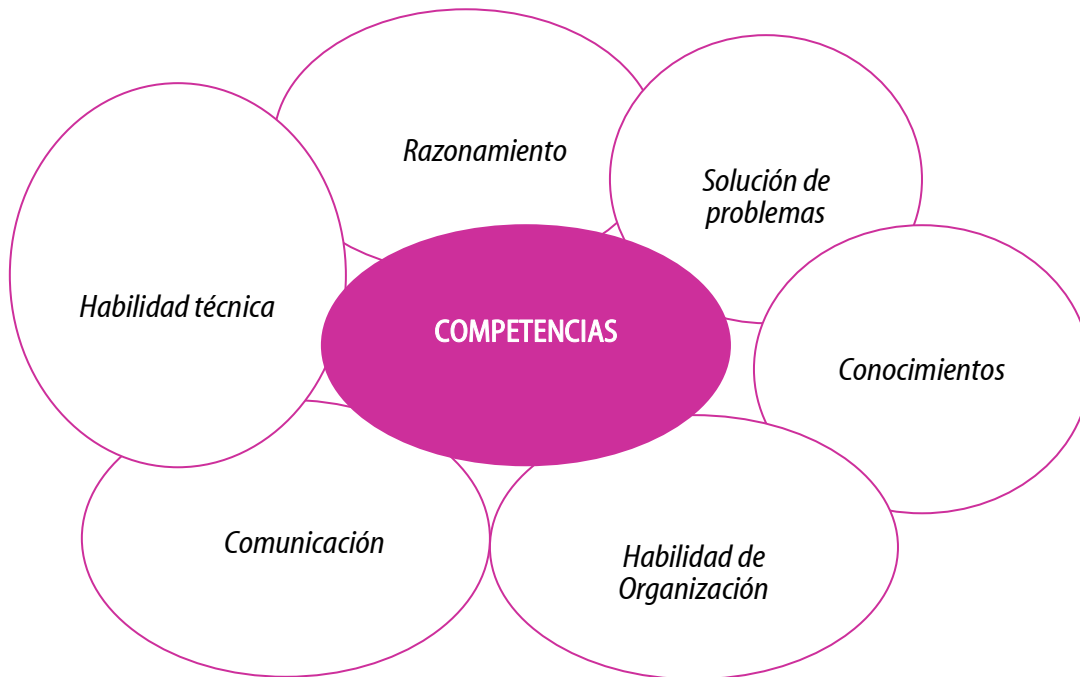 Razonamiento
Solución de
problemas
Habilidad técnica
COMPETENCIAS
Conocimientos
Comunicación
Habilidad de
Organización